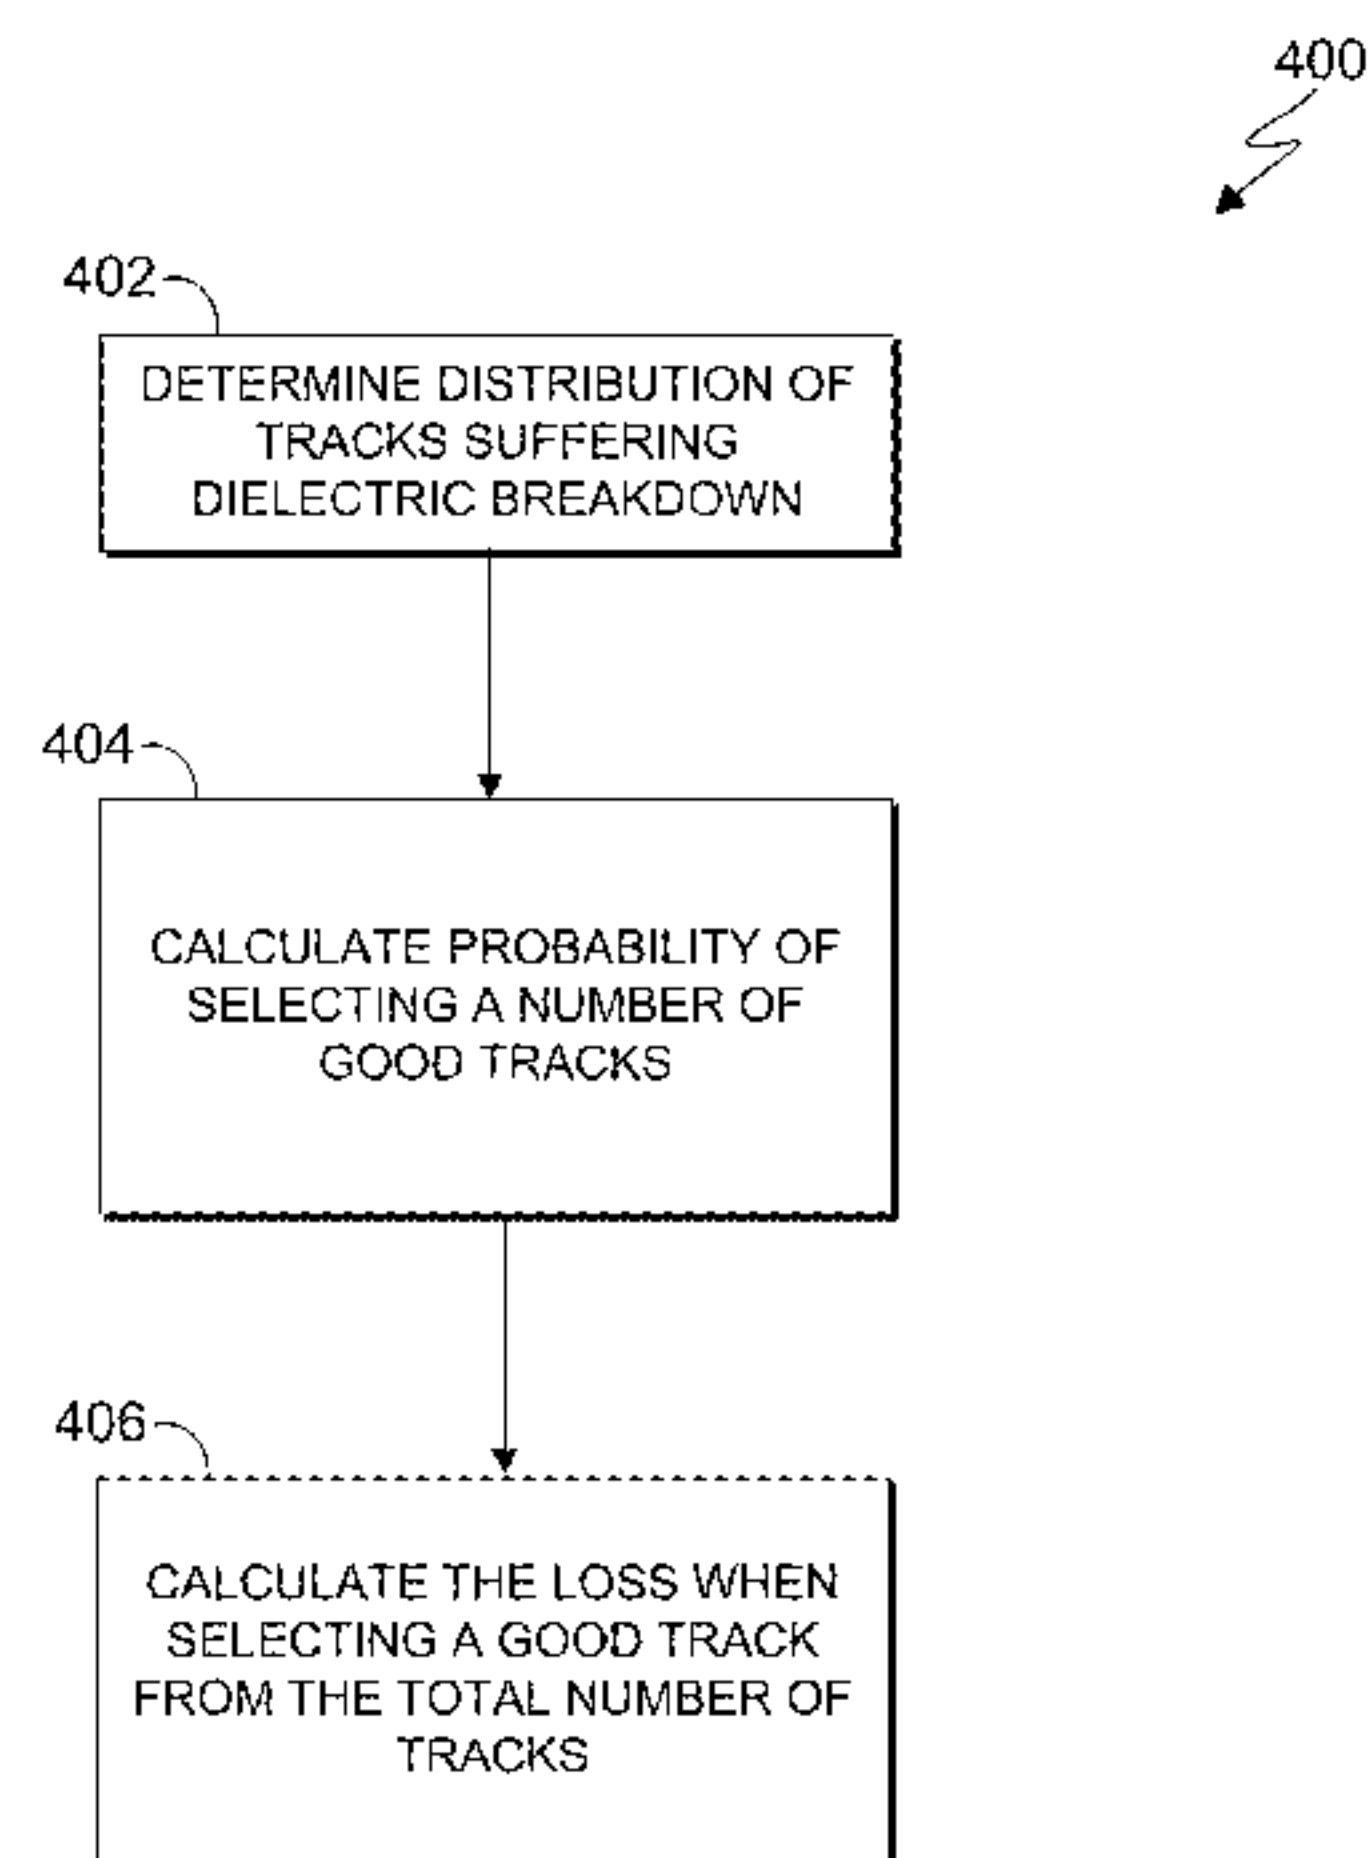 400
402
DETERMINE DISTRIBUTION OF
TRACKS SUFFERING
DIELECTRIC BREAKDOWN
404
CALCULATE PROBABILITY OF
SELECTING A NUMBER OF
GOOD TRACKS
406
CALCULATE THE LOSS WHEN
SELECTING A GOOD TRACK
FROM THE TOTAL NUMBER OF
TRACKS